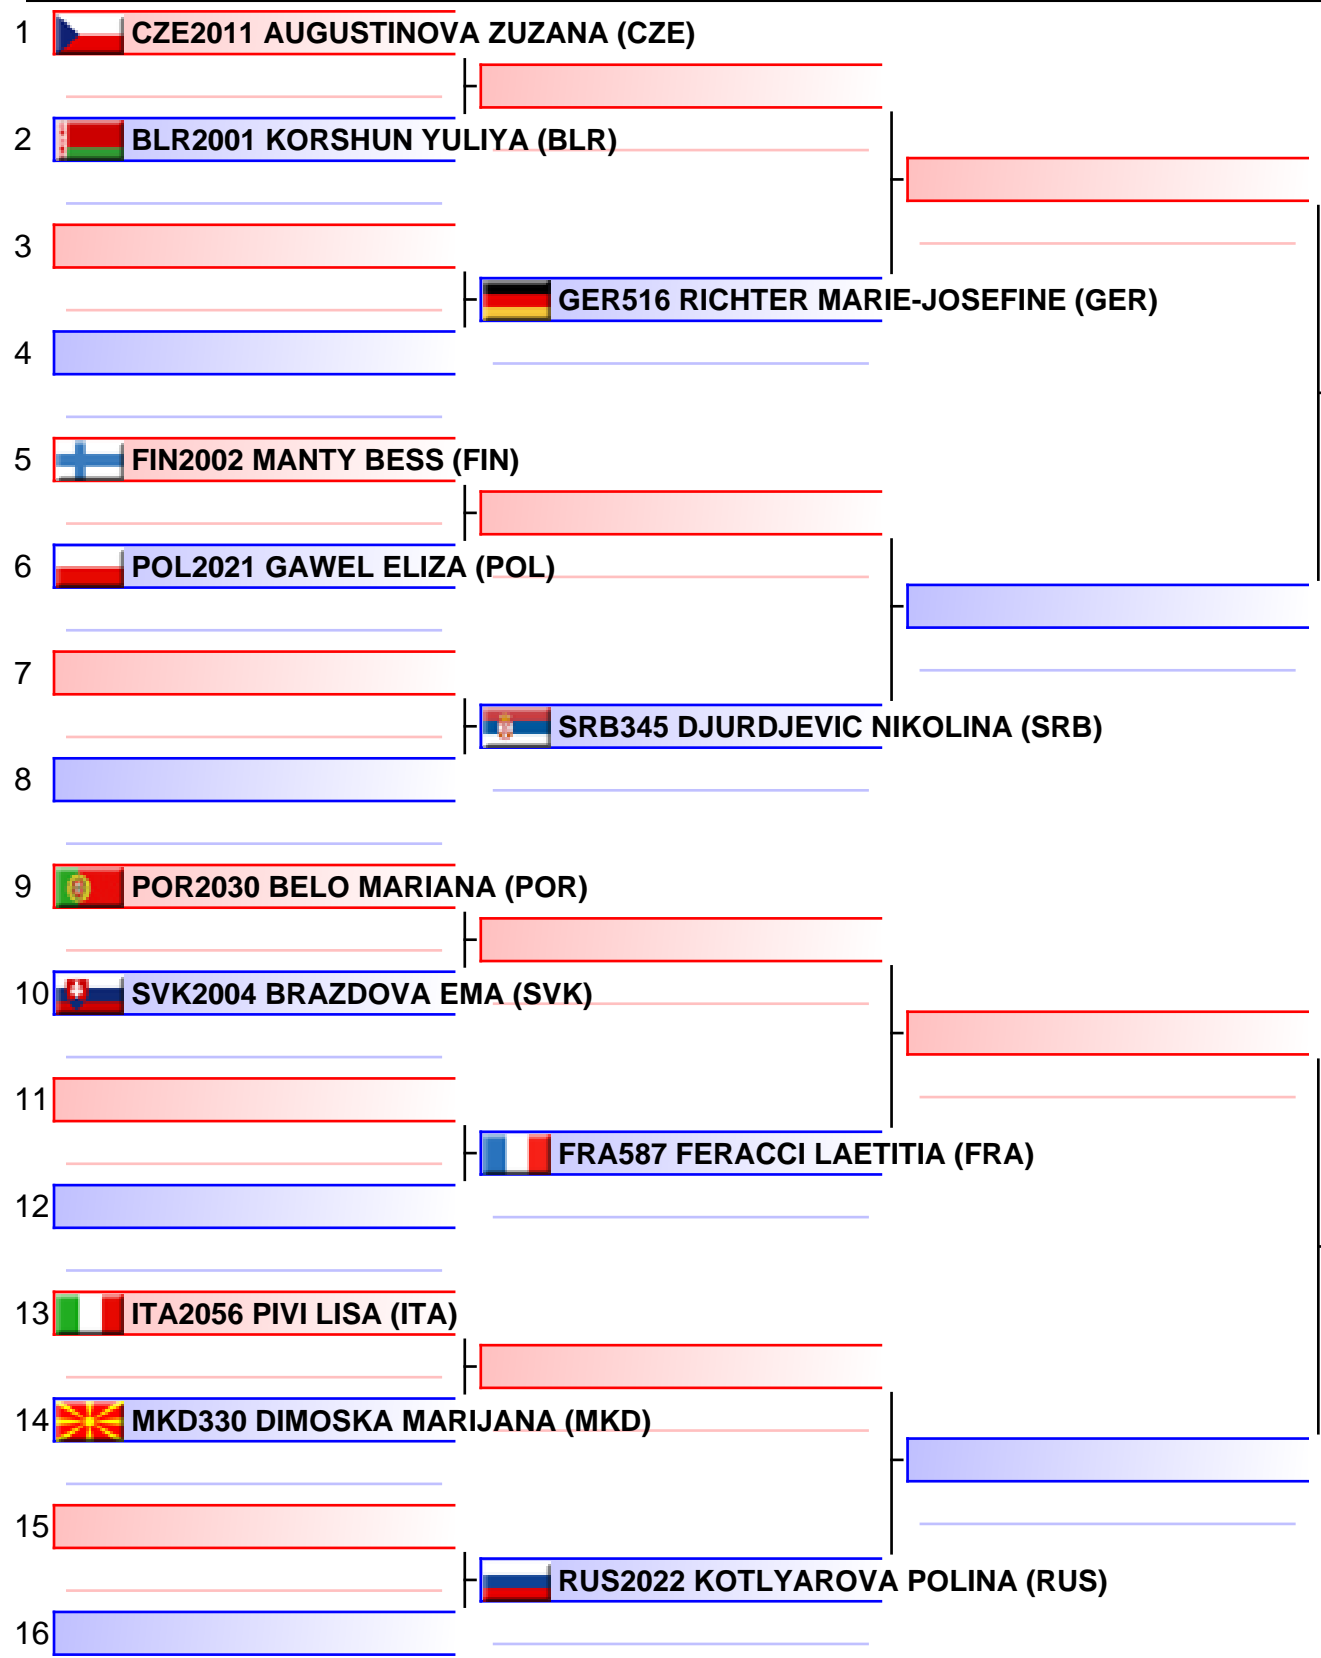 1 CZE2011 AUGUSTINOVA ZUZANA (CZE)
2 BLR2001 KORSHUN YULIYA (BLR)
3
GER516 RICHTER MARIE-JOSEFINE (GER)
4
5 FIN2002 MANTY BESS (FIN)
6 POL2021 GAWEL ELIZA (POL)
7
SRB345 DJURDJEVIC NIKOLINA (SRB)
8
9 POR2030 BELO MARIANA (POR)
10 SVK2004 BRAZDOVA EMA (SVK)
11
FRA587 FERACCI LAETITIA (FRA)
12
13 ITA2056 PIVI LISA (ITA)
14 MKD330 DIMOSKA MARIJANA (MKD)
15
RUS2022 KOTLYAROVA POLINA (RUS)
16